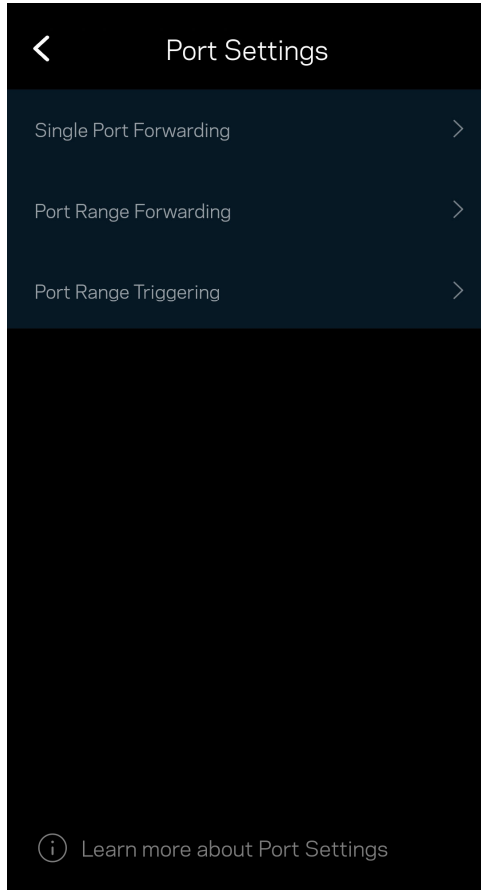 Port Settings
Single Port Forwarding
Port Range Forwarding
Port Range Triggering
Learn more about Port Settings